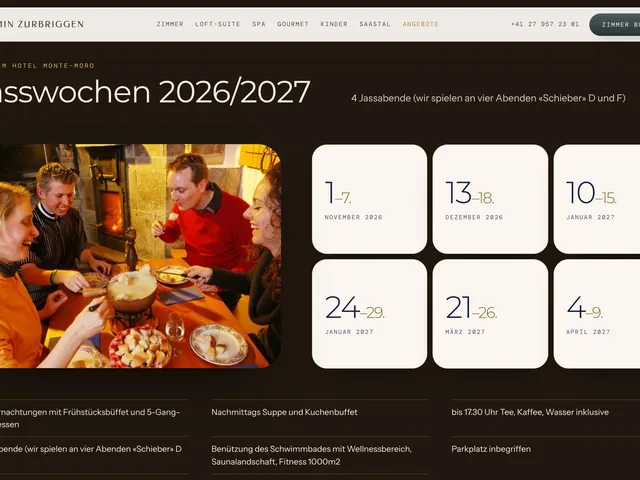 MIN ZURBRIGGEN
ZIMMER LOFT-SUITE SPA GOURMET KINDER SAASTAL ANGEBOTE
+41 27 957 23 01
ZIMMER B
M HOTEL MONTE-MORO
asswochen 2026/2027
4 Jassabende (wir spielen an vier Abenden «Schieber» D und F)
1–7.
NOVEMBER 2026
13–18.
DEZEMBER 2026
10–15.
JANUAR 2027
24–29.
JANUAR 2027
21–26.
MÄRZ 2027
4–9.
APRIL 2027
rnachtungen mit Frühstücksbüffet und 5-Gang-
essen
Nachmittags Suppe und Kuchenbuffet
bis 17.30 Uhr Tee, Kaffee, Wasser inklusive
bende (wir spielen an vier Abenden «Schieber» D
Benützung des Schwimmbades mit Wellnessbereich,
Saunalandschaft, Fitness 1000m2
Parkplatz inbegriffen